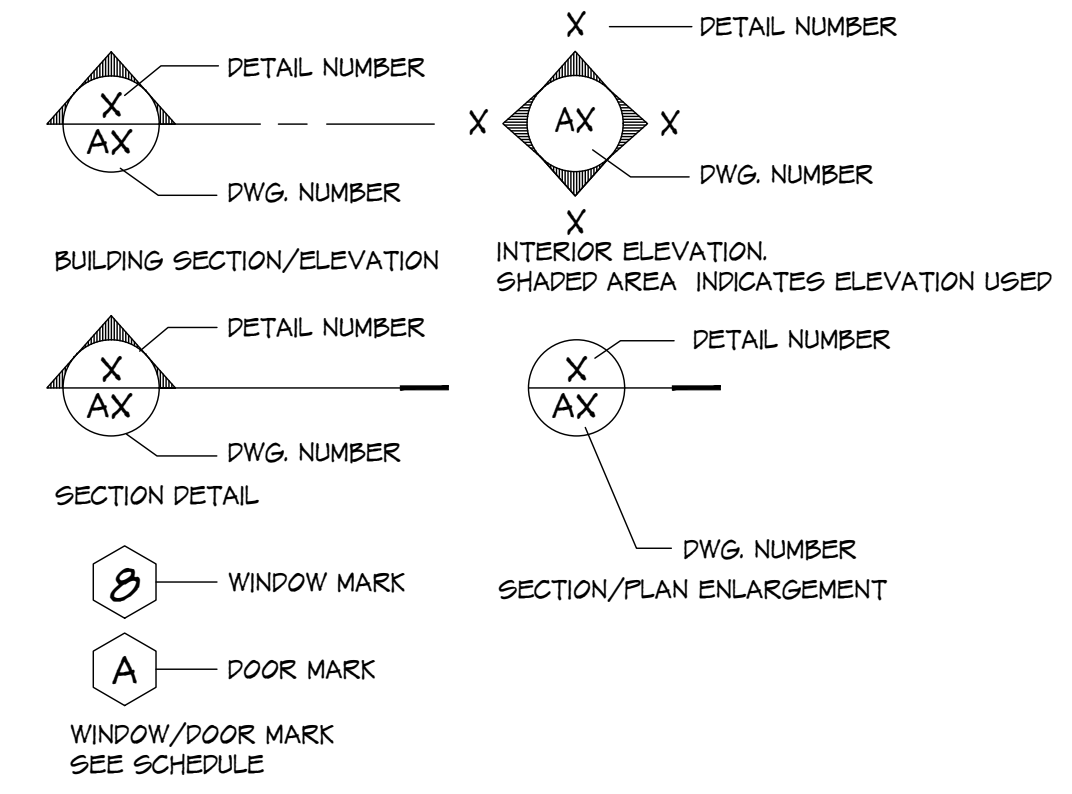 X
AX
DETAIL NUMBER
DWG. NUMBER
BUILDING SECTION/ELEVATION
X
DETAIL NUMBER
X
AX
X
DWG. NUMBER
X
INTERIOR ELEVATION.
SHADED AREA INDICATES ELEVATION USED
DETAIL NUMBER
X
AX
DWG. NUMBER
SECTION DETAIL
DETAIL NUMBER
X
AX
DWG. NUMBER
SECTION/PLAN ENLARGEMENT
8
WINDOW MARK
A
DOOR MARK
WINDOW/DOOR MARK
SEE SCHEDULE